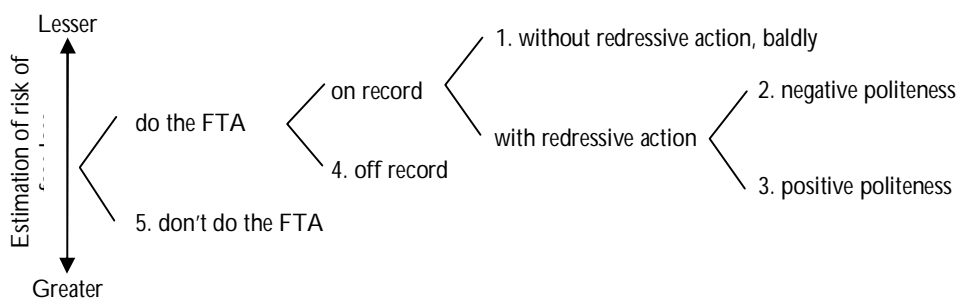 Lesser
Estimation of risk of
1. without redressive action, baldly
on record
2. negative politeness
do the FTA
with redressive action
4. off record
3. positive politeness
5. don't do the FTA
Greater